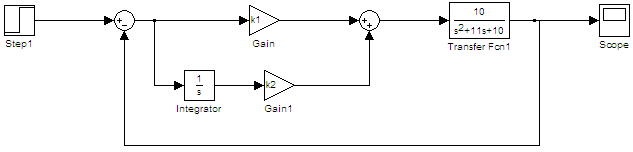 Step1
k1
Gain
10
s2+11s+10
Transfer Fcn1
Scope
1
s
Integrator
k2
Gain1